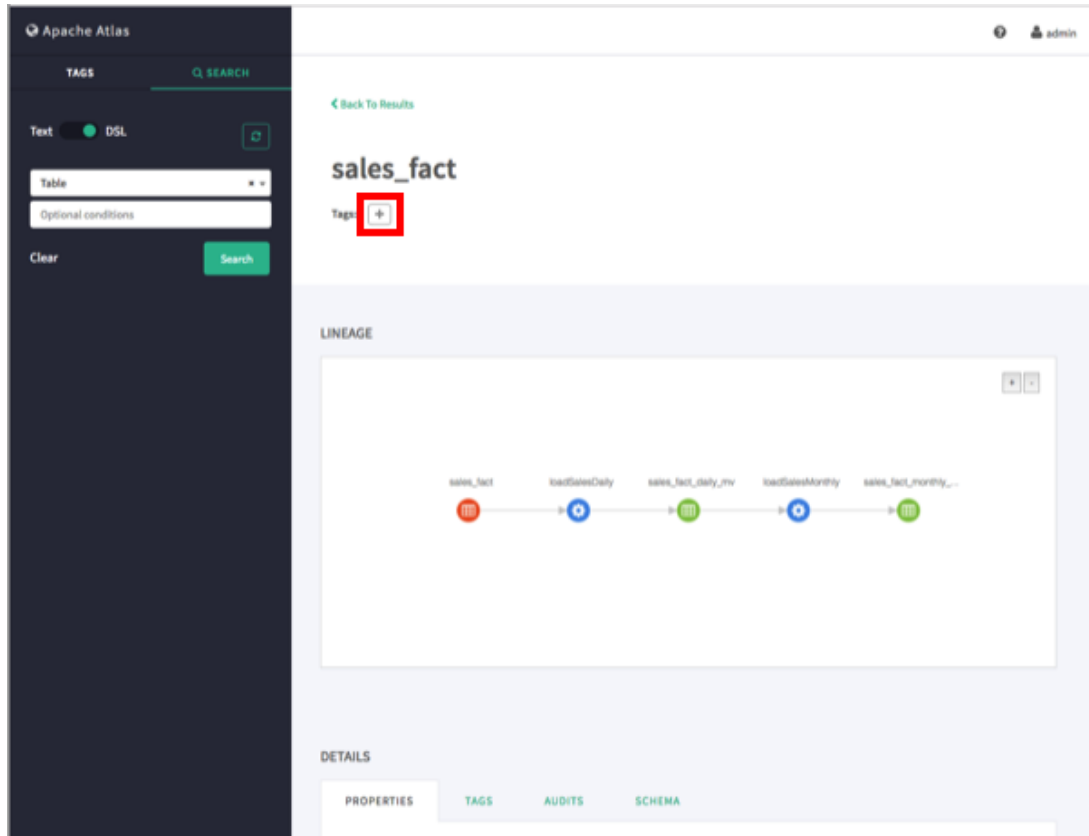 Apache Atlas
admin
TAGS
SEARCH
Back To Results
Text DSL
sales_fact
Table
Optional conditions
Tags: +
Clear
Search
LINEAGE
+ -
sales_fact loadSalesDaily sales_fact_daily_mv loadSalesMonthly sales_fact_monthly_...
DETAILS
PROPERTIES TAGS AUDITS SCHEMA